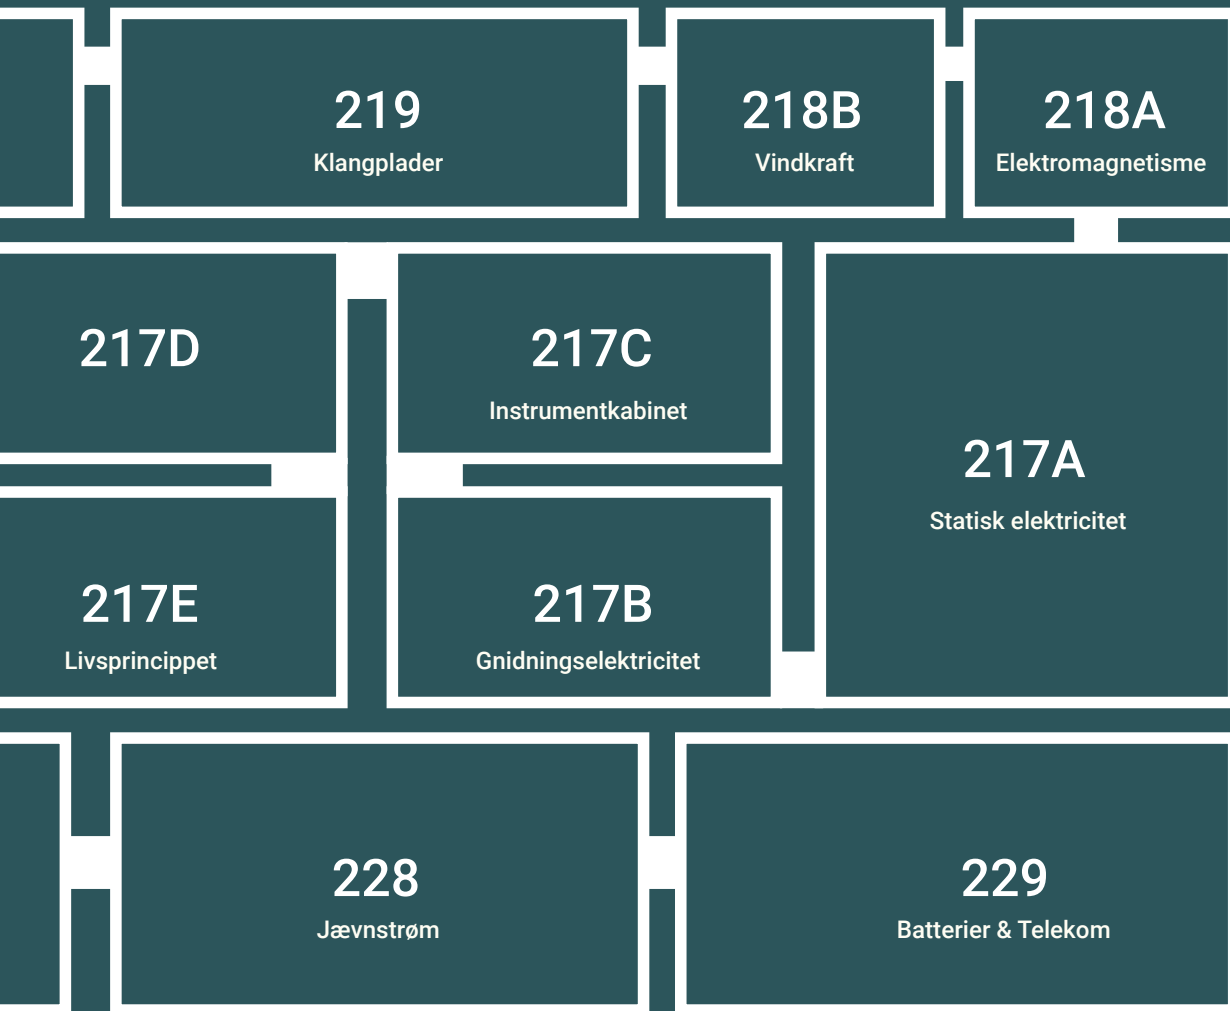 219
Klangplader
218B
Vindkraft
218A
Elektromagnetisme
217D
217C
Instrumentkabinet
217A
Statisk elektricitet
217E
Livsprincippet
217B
Gnidningselektricitet
228
Jævnstrøm
229
Batterier & Telekom